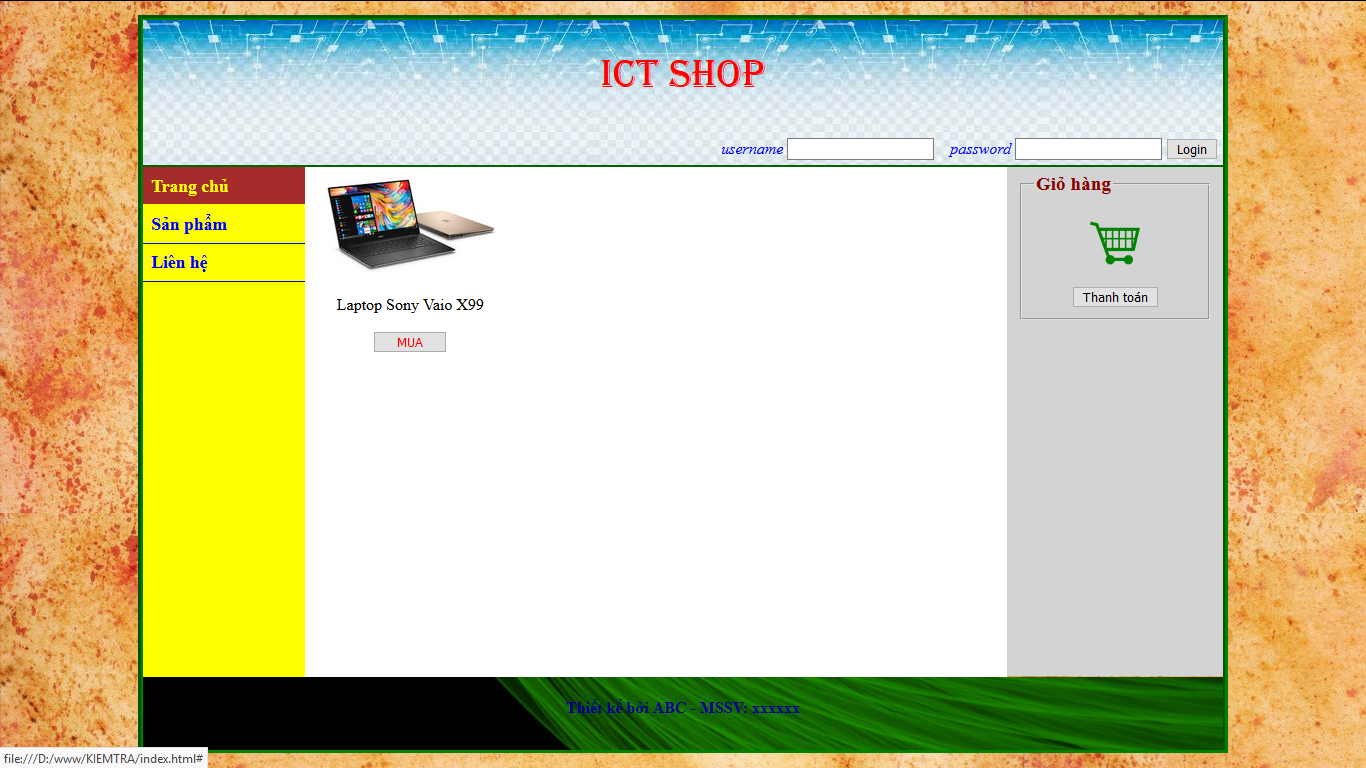 ICT SHOP
username password Login
Trang chủ
Sản phẩm
Liên hệ
Laptop Sony Vaio X99
MUA
Giỏ hàng
Thanh toán
Thiết kế bởi ABC - MSSV: xxxxxx
file:///D:/www/KIEMTRA/index.html#